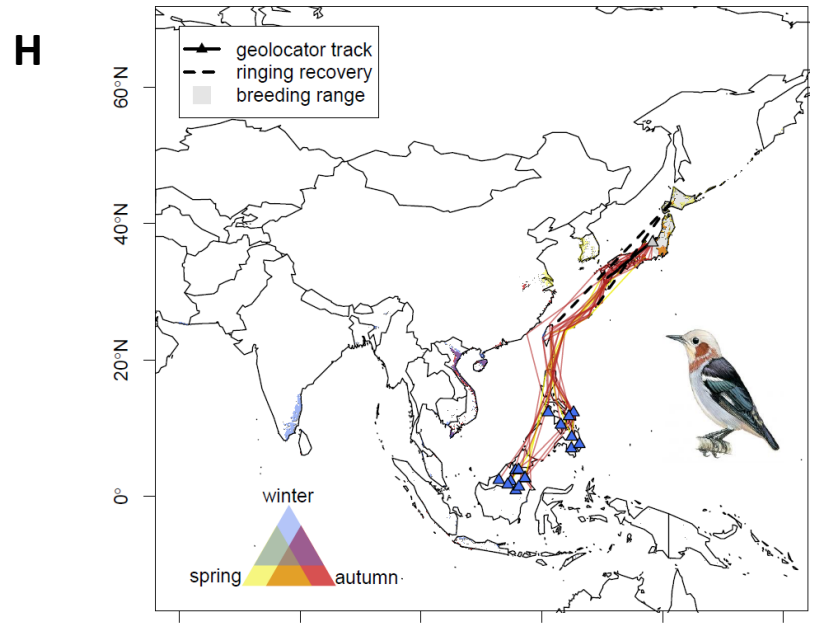 H
geolocator track
ringing recovery
breeding range
60°N
40°N
20°N
0°
winter
spring
autumn